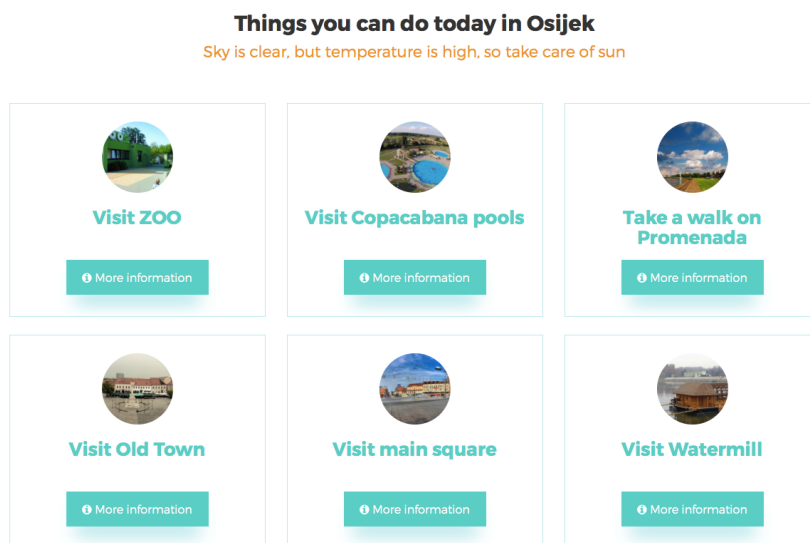 Things you can do today in Osijek
Sky is clear, but temperature is high, so take care of sun
Visit ZOO
More information
Visit Copacabana pools
More information
Take a walk on
Promenada
More information
Visit Old Town
More information
Visit main square
More information
Visit Watermill
More information